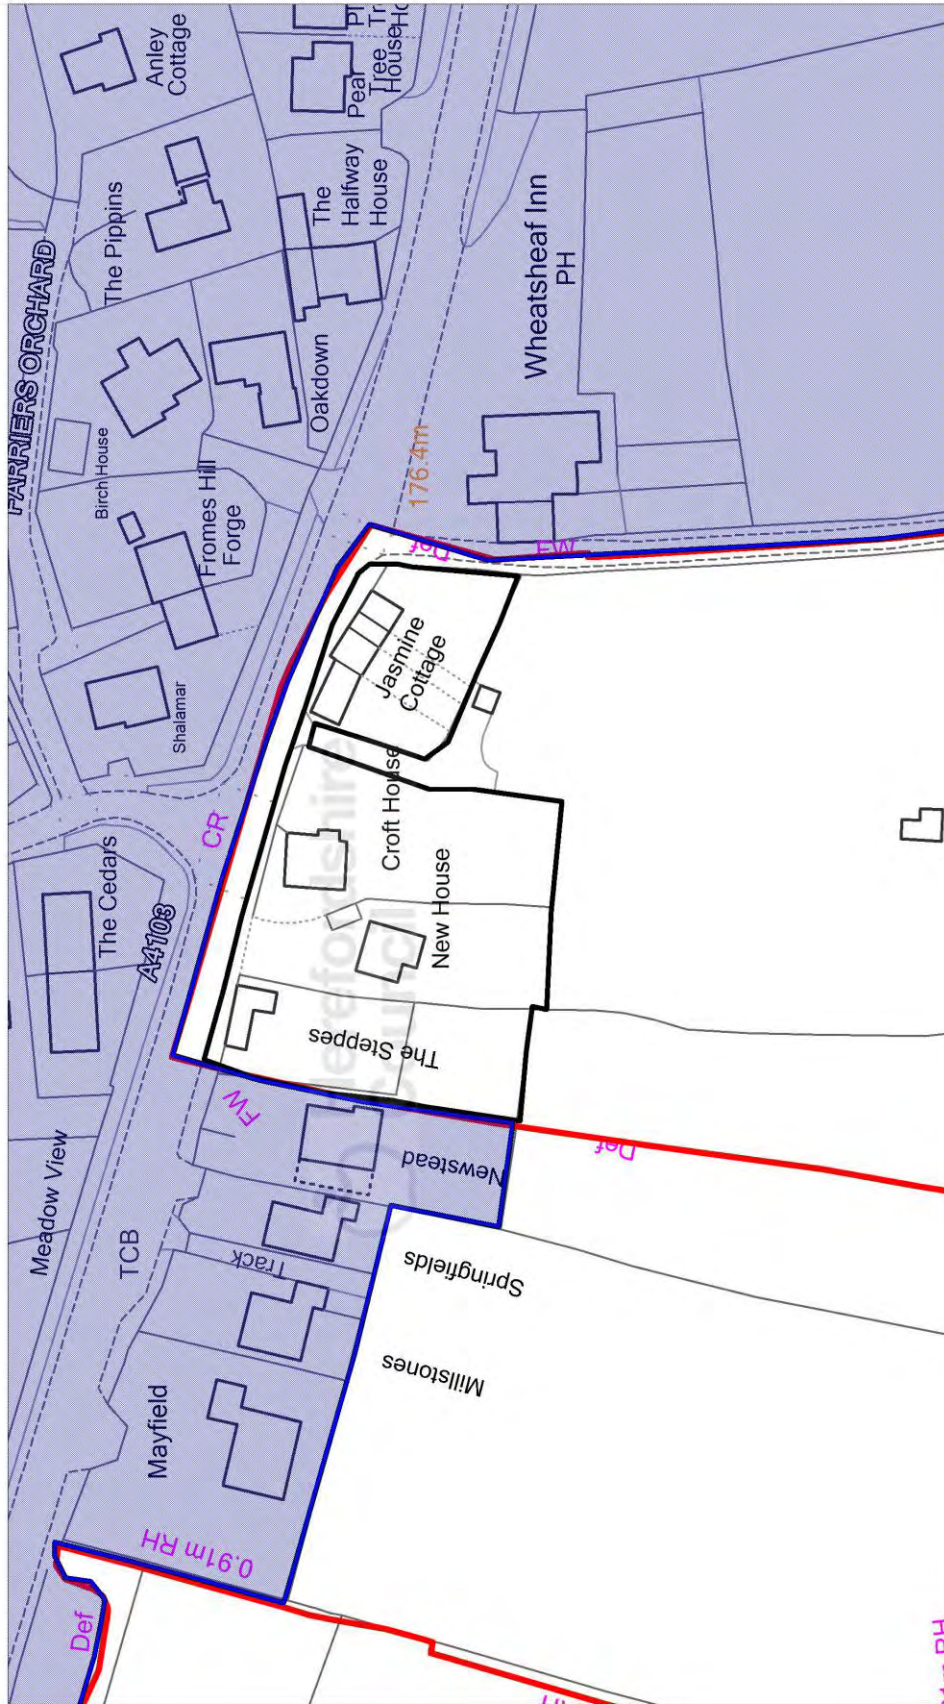 Anley
Cottage
Pear
Tree
House
The Pippins
The
Halfway
House
FARRIERS ORCHARD
Birch House
Oakdown
Wheatsheaf Inn
PH
176.4m
Fromes Hill
Forge
Def
FW
Shalamar
Jasmine
Cottage
CR
Croft House
The Cedars
A4103
New House
Herefordshire
Council
The Steppes
FW
Meadow View
Newstead
Def
TCB
Track
Springfields
Millstones
Mayfield
0.91m RH
Def